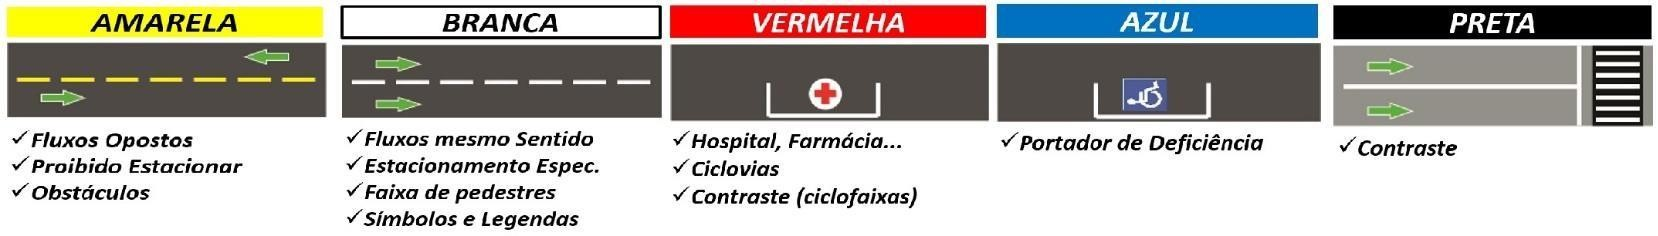 AMARELA
✓Fluxos Opostos
✓Proibido Estacionar
✓Obstáculos
BRANCA
✓Fluxos mesmo Sentido
✓Estacionamento Espec.
✓Faixa de pedestres
✓Símbolos e Legendas
VERMELHA
✓Hospital, Farmácia...
✓Ciclovias
✓Contraste (ciclofaixas)
AZUL
✓Portador de Deficiência
PRETA
✓Contraste